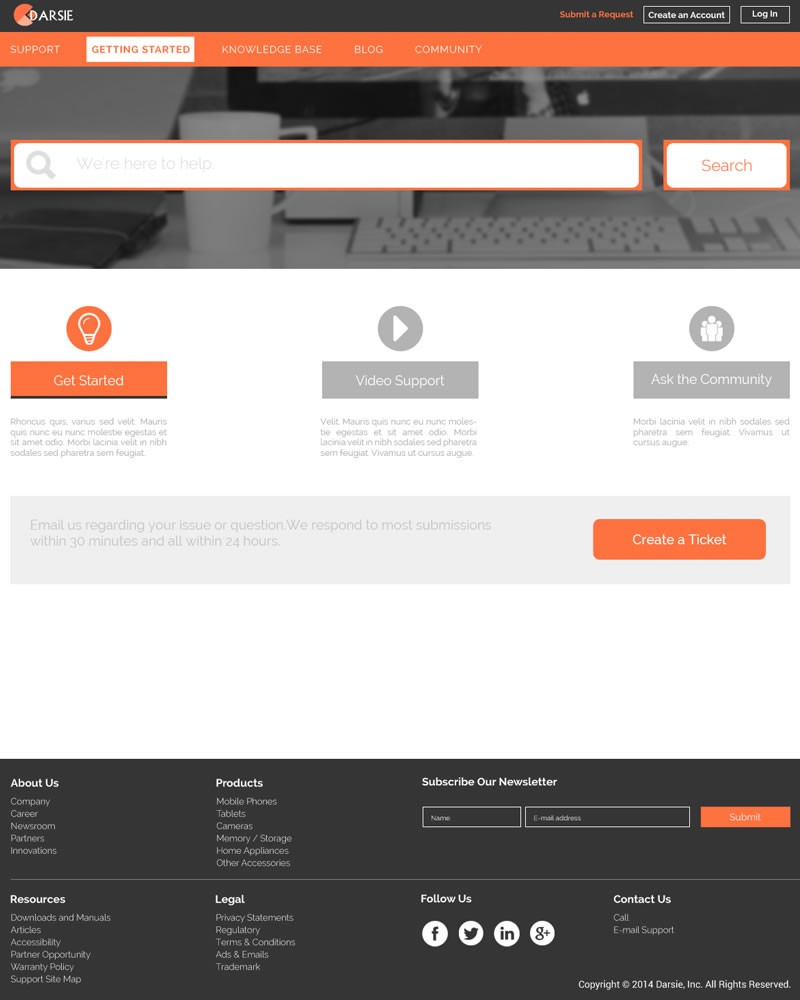 DARSIE
Submit a Request
Create an Account
Log In
SUPPORT
GETTING STARTED
KNOWLEDGE BASE
BLOG
COMMUNITY
We're here to help.
Search
Get Started
Rhoncus quis, varius sed velit. Mauris
quis nunc eu nunc molestie egestas et
sit amet odio. Morbi lacinia velit in nibh
sodales sed pharetra sem feugiat.
Video Support
Velit. Mauris quis nunc eu nunc moles-
tie egestas et sit amet odio. Morbi
lacinia velit in nibh sodales sed pharetra
sem feugiat. Vivamus ut cursus augue.
Ask the Community
Morbi lacinia velit in nibh sodales sed
pharetra sem feugiat. Vivamus ut
cursus augue.
Email us regarding your issue or question.We respond to most submissions
within 30 minutes and all within 24 hours.
Create a Ticket
About Us
Company
Career
Newsroom
Partners
Innovations
Products
Mobile Phones
Tablets
Cameras
Memory / Storage
Home Appliances
Other Accessories
Subscribe Our Newsletter
Name
E-mail address
Submit
Resources
Downloads and Manuals
Articles
Accessibility
Partner Opportunity
Warranty Policy
Support Site Map
Legal
Privacy Statements
Regulatory
Terms & Conditions
Ads & Emails
Trademark
Follow Us
f
in
g+
Contact Us
Call
E-mail Support
Copyright © 2014 Darsie, Inc. All Rights Reserved.